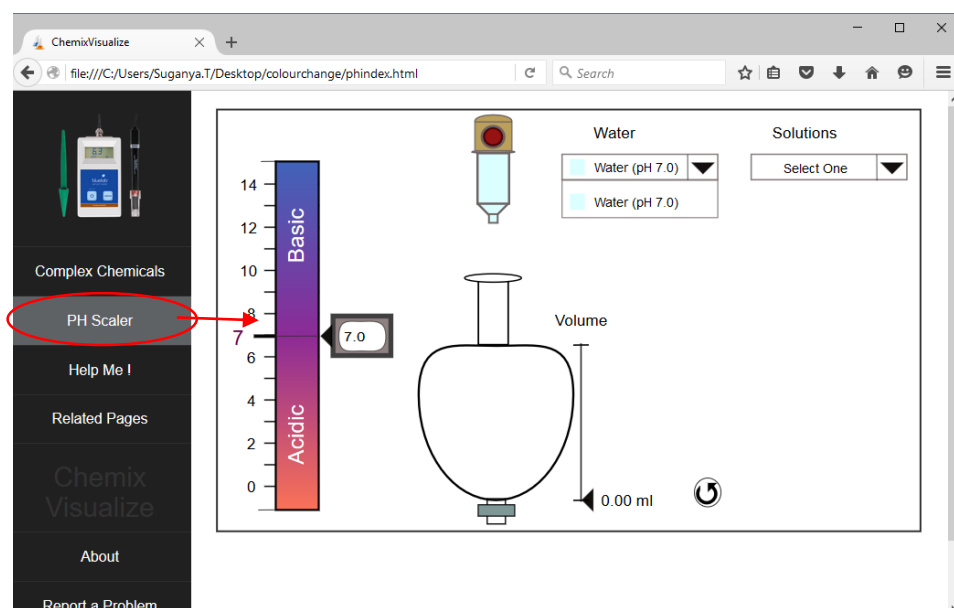 ChemixVisualize
file:///C:/Users/Suganya.T/Desktop/colourchange/phindex.html
Search
6.3
Complex Chemicals
PH Scaler
Help Me !
Related Pages
Chemix
Visualize
About
Report a Problem
14
12
10
8
7
6
4
2
0
Basic
Acidic
7.0
Water
Water (pH 7.0)
Water (pH 7.0)
Solutions
Select One
Volume
0.00 ml